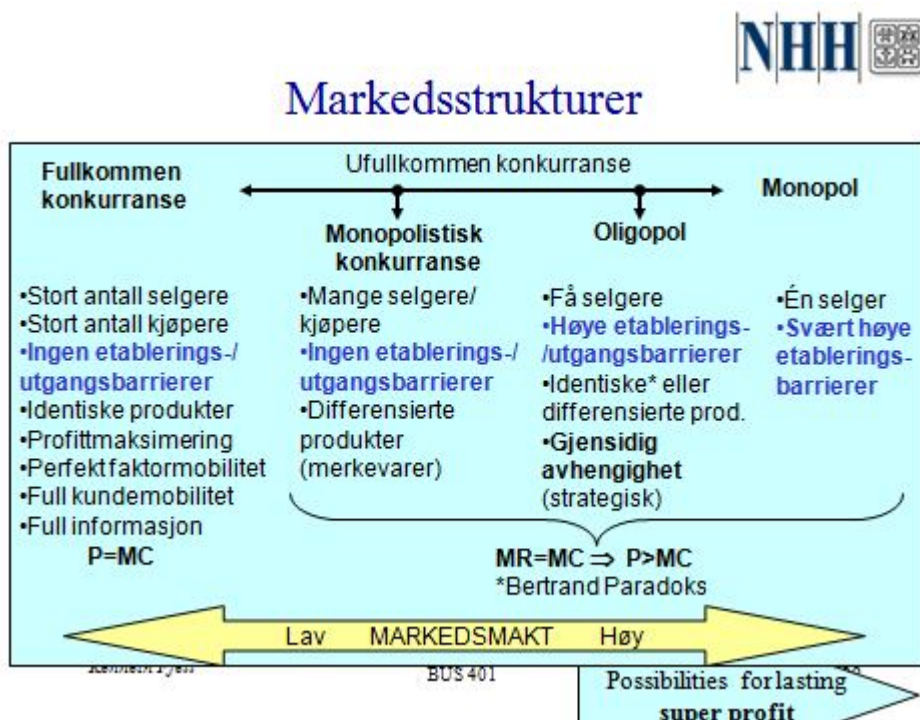 NHH
Markedsstrukturer
Fullkommen
konkurranse
Ufullkommen konkurranse
Monopol
Monopolistisk
konkurranse
Oligopol
•Stort antall selgere
•Stort antall kjøpere
•Ingen etablerings-/
utgangsbarrierer
•Identiske produkter
•Profittmaksimering
•Perfekt faktormobilitet
•Full kundemobilitet
•Full informasjon
P=MC
•Mange selgere/
kjøpere
•Ingen etablerings-/
utgangsbarrierer
•Differensierte
produkter
(merkevarer)
•Få selgere
•Høye etablerings-
/utgangsbarrierer
•Identiske* eller
differensierte prod.
•Gjensidig
avhengighet
(strategisk)
•Én selger
•Svært høye
etablerings-
barrierer
MR=MC ⇒ P>MC
*Bertrand Paradoks
Lav MARKEDSMAKT Høy
BUS 401
Possibilities for lasting
super profit